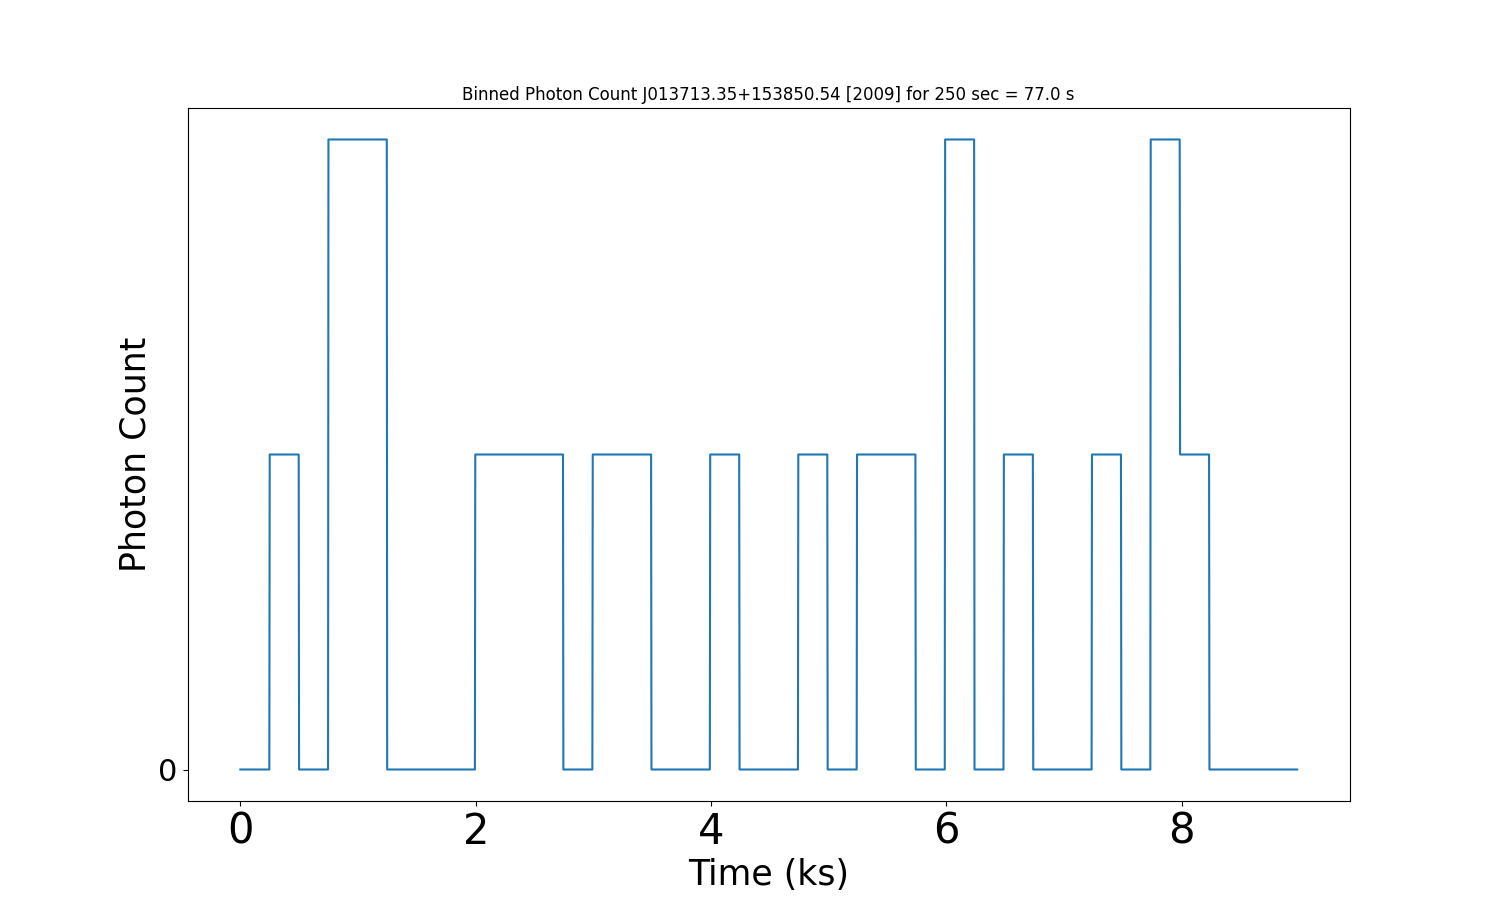 Binned Photon Count J013713.35+153850.54 [2009] for 250 sec = 77.0 s
Photon Count
0
0 2 4 6 8
Time (ks)